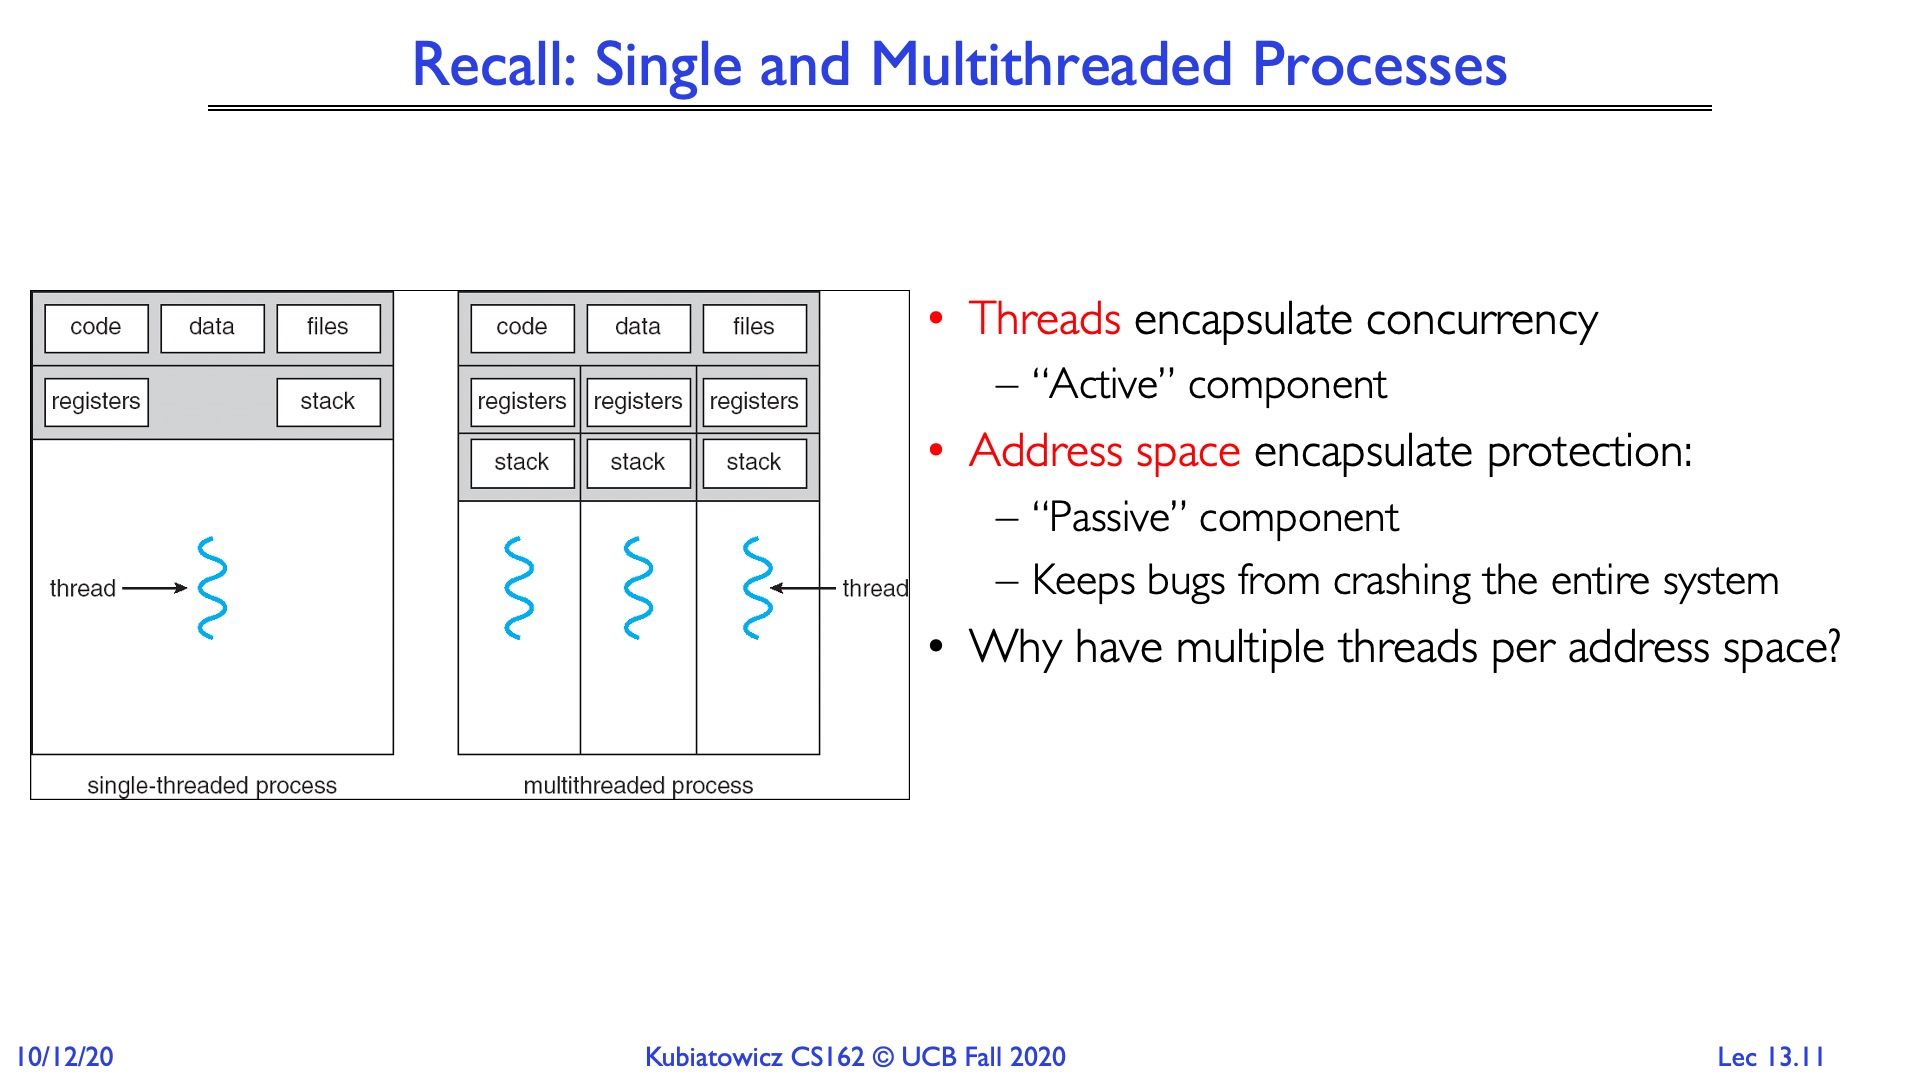 Recall: Single and Multithreaded Processes
code data files
registers stack
thread
single-threaded process
code data files
registers registers registers
stack stack stack
thread
multithreaded process
• Threads encapsulate concurrency
– “Active” component
• Address space encapsulate protection:
– “Passive” component
– Keeps bugs from crashing the entire system
• Why have multiple threads per address space?
10/12/20
Kubiatowicz CS162 © UCB Fall 2020
Lec 13.11